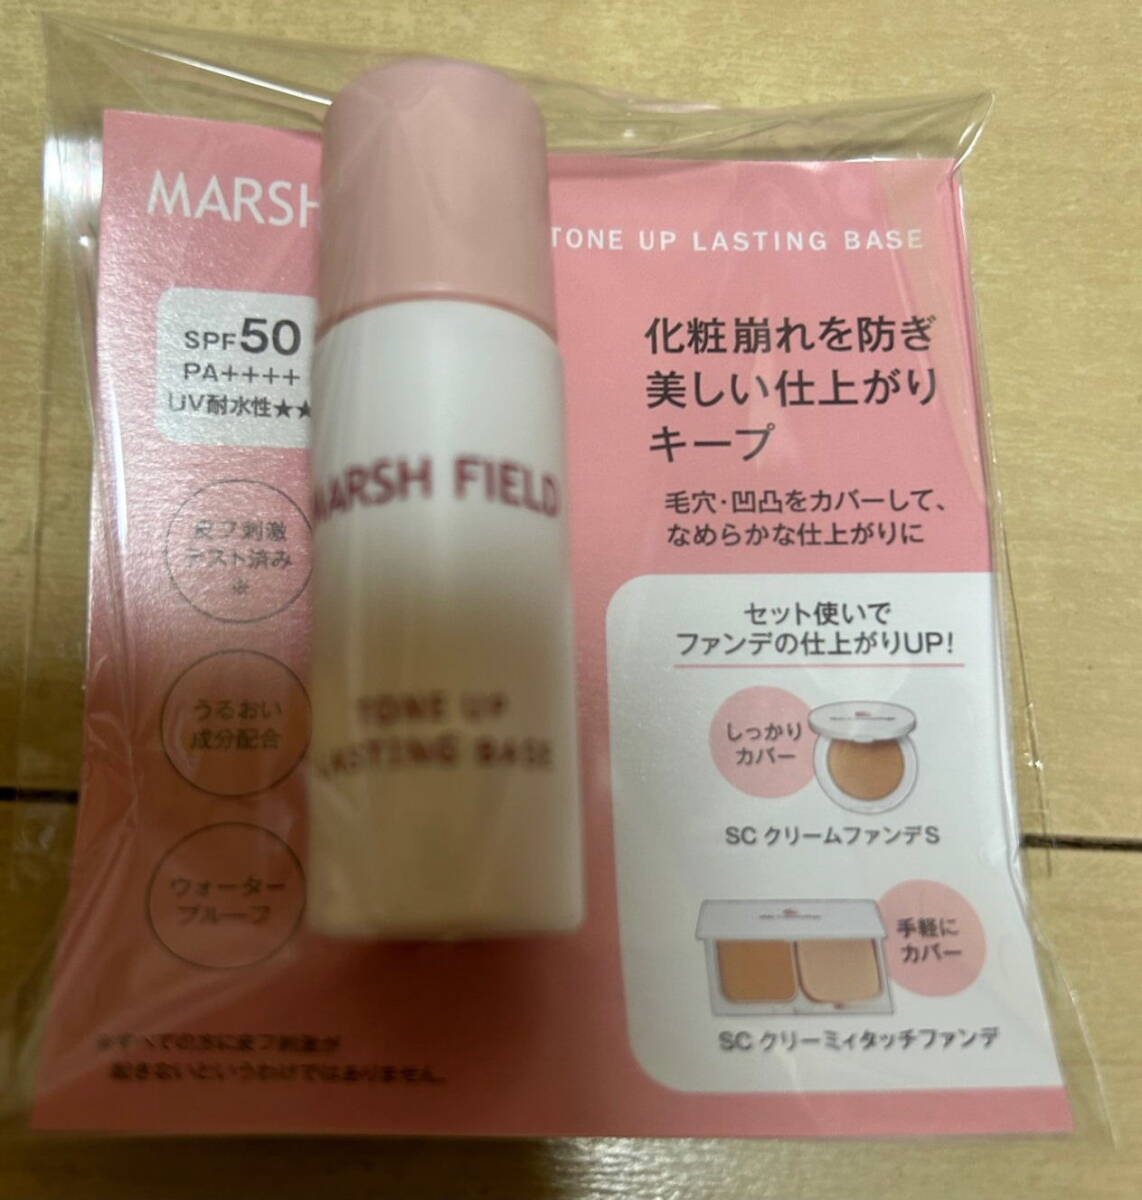 MARSH
TONE UP LASTING BASE
SPF50
PA++++
UV耐水性★★
化粧崩れを防ぎ
美しい仕上がり
キープ
毛穴・凹凸をカバーして、
なめらかな仕上がりに
皮フ刺激
テスト済み
※
うるおい
成分配合
ウォーター
プルーフ
MARSH FIELD
TONE UP
LASTING BASE
セット使いで
ファンデの仕上がりUP!
しっかり
カバー
SC クリームファンデS
手軽に
カバー
SC クリーミィタッチファンデ
※すべての方に皮フ刺激が
起きないというわけではありません。